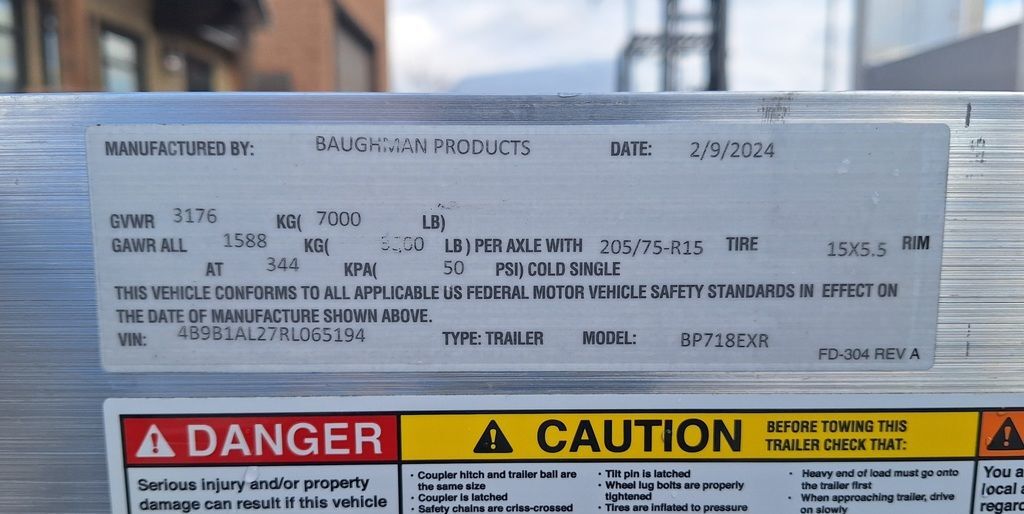 MANUFACTURED BY: BAUGHMAN PRODUCTS DATE: 2/9/2024
GVWR 3176 KG( 7000 LB)
GAWR ALL 1588 KG( LB ) PER AXLE WITH 205/75-R15 TIRE 15X5.5 RIM
AT 344 KPA( 50 PSI) COLD SINGLE
THIS VEHICLE CONFORMS TO ALL APPLICABLE US FEDERAL MOTOR VEHICLE SAFETY STANDARDS IN EFFECT ON
THE DATE OF MANUFACTURE SHOWN ABOVE.
VIN: 4B9B1AL27RL065194 TYPE: TRAILER MODEL: BP718EXR
FD-304 REV A
DANGER
Serious injury and/or property
damage can result if this vehicle
CAUTION
BEFORE TOWING THIS
TRAILER CHECK THAT:
• Coupler hitch and trailer ball are
the same size
• Coupler is latched
• Safety chains are criss-crossed
• Tilt pin is latched
• Wheel lug bolts are properly
tightened
• Tires are inflated to pressure
• Heavy end of load must go onto
the trailer first
• When approaching trailer, drive
on slowly
You a
local a
regard